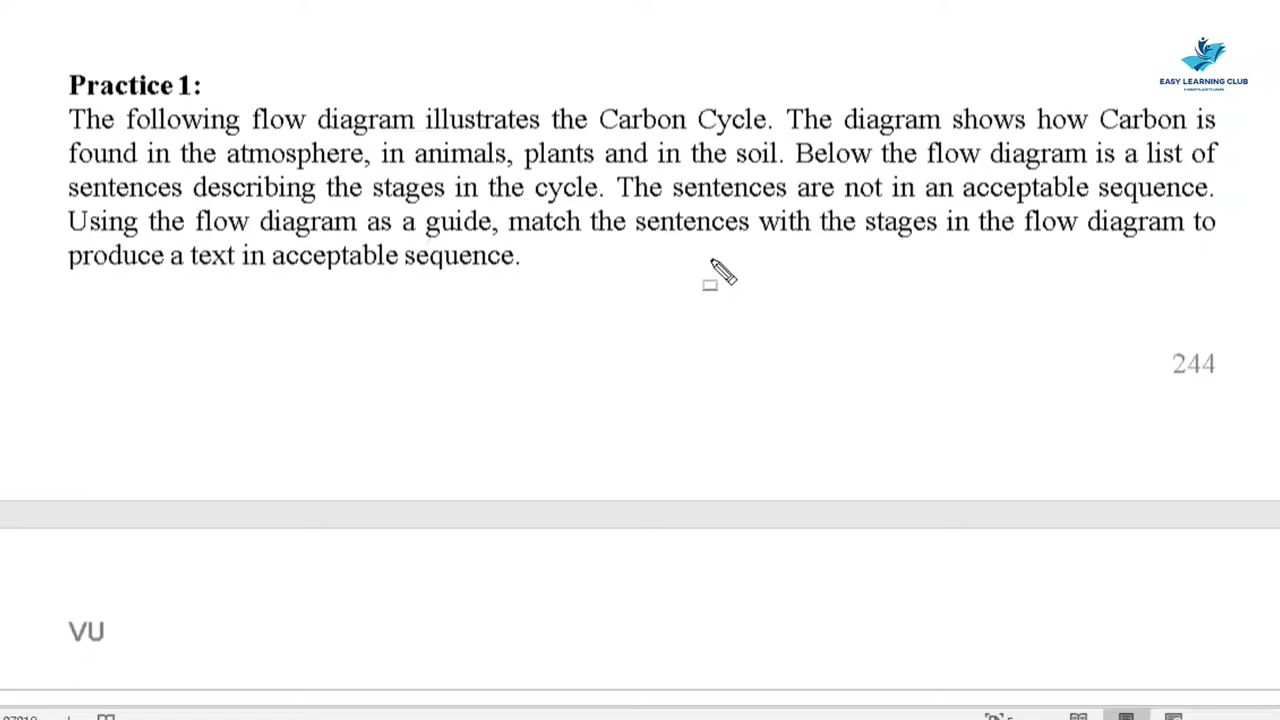 EASY LEARNING CLUB
A GREAT PLACE TO LEARN
Practice 1:
The following flow diagram illustrates the Carbon Cycle. The diagram shows how Carbon is
found in the atmosphere, in animals, plants and in the soil. Below the flow diagram is a list of
sentences describing the stages in the cycle. The sentences are not in an acceptable sequence.
Using the flow diagram as a guide, match the sentences with the stages in the flow diagram to
produce a text in acceptable sequence.
244
VU